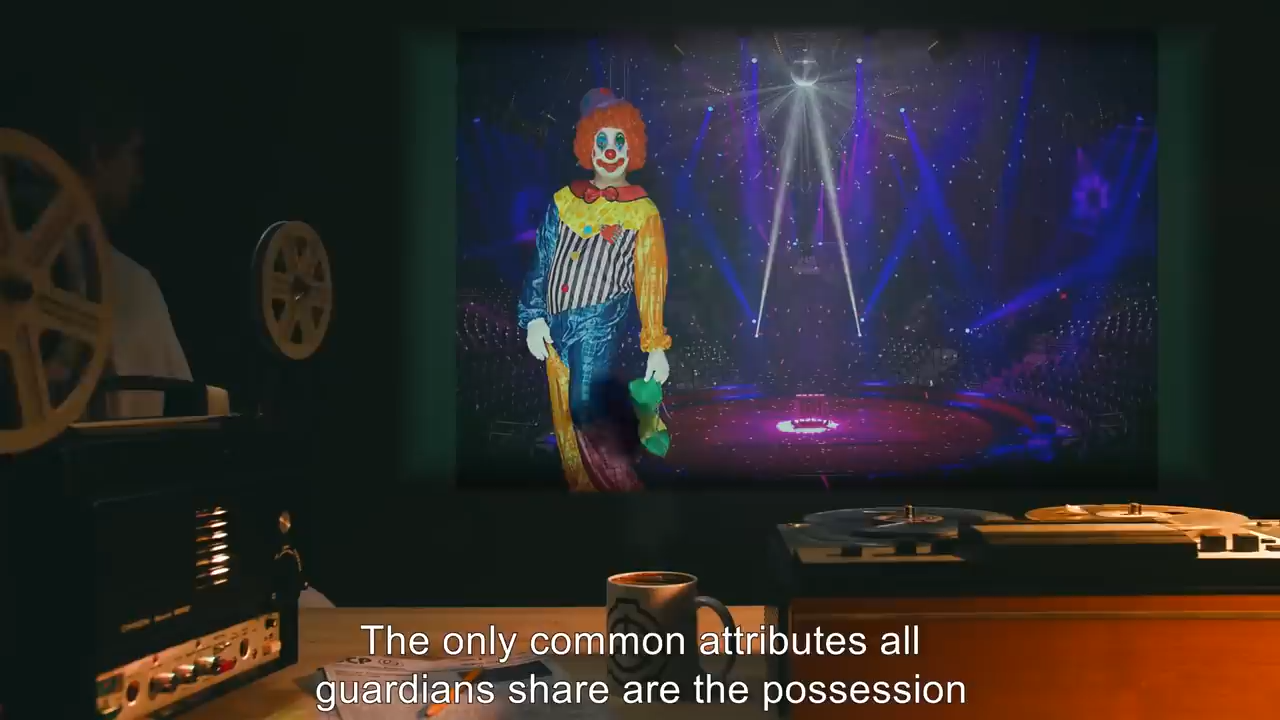 The only common attributes all
guardians share are the possession